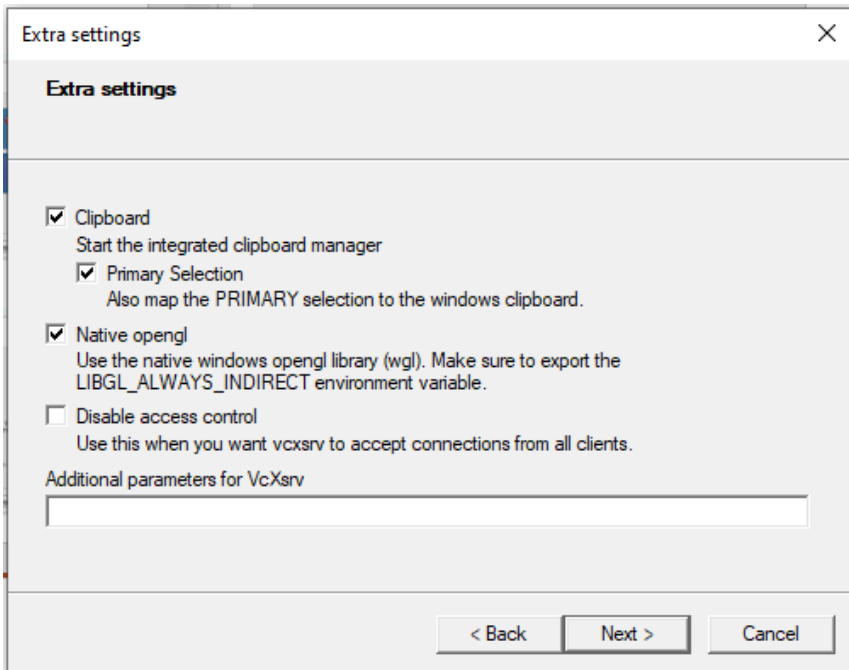 Extra settings
Extra settings
Clipboard
Start the integrated clipboard manager
Primary Selection
Also map the PRIMARY selection to the windows clipboard.
Native opengl
Use the native windows opengl library (wgl). Make sure to export the
LIBGL_ALWAYS_INDIRECT environment variable.
Disable access control
Use this when you want vcxsrv to accept connections from all clients.
Additional parameters for VcXsrv
< Back
Next >
Cancel